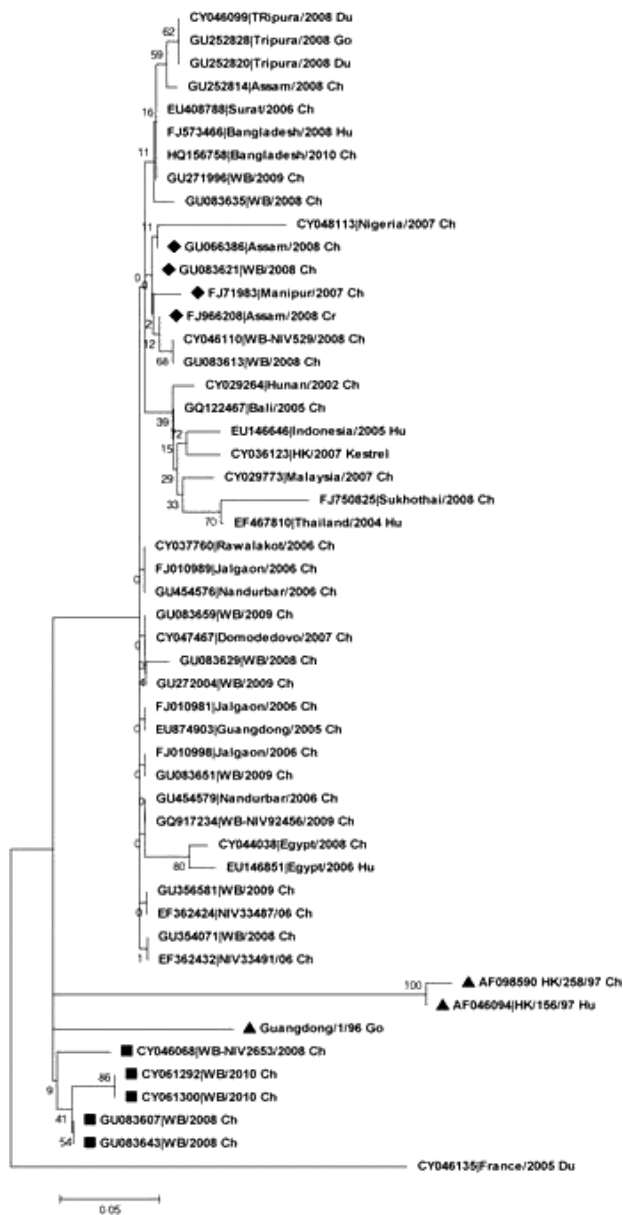 CY046099|TRipura/2008 Du
62
GU252828|Tripura/2008 Go
59
GU252820|Tripura/2008 Du
GU252814|Assam/2008 Ch
16
EU408788|Surat/2006 Ch
FJ573466|Bangladesh/2008 Hu
11
HQ156758|Bangladesh/2010 Ch
GU271996|WB/2009 Ch
GU083635|WB/2008 Ch
11
CY048113|Nigeria/2007 Ch
GU066386|Assam/2008 Ch
0
GU083621|WB/2008 Ch
FJ71983|Manipur/2007 Ch
2
FJ966208|Assam/2008 Cr
12
CY046110|WB-NIV529/2008 Ch
68
GU083613|WB/2008 Ch
CY029264|Hunan/2002 Ch
GQ122467|Bali/2005 Ch
39
EU146646|Indonesia/2005 Hu
15
CY036123|HK/2007 Kestrel
29
CY029773|Malaysia/2007 Ch
33
FJ750825|Sukhothai/2008 Ch
70
EF467810|Thailand/2004 Hu
CY037760|Rawalakot/2006 Ch
FJ010989|Jalgaon/2006 Ch
0
GU454576|Nandurbar/2006 Ch
GU083659|WB/2009 Ch
CY047467|Domodedovo/2007 Ch
0
GU083629|WB/2008 Ch
GU272004|WB/2009 Ch
FJ010981|Jalgaon/2006 Ch
0
EU874903|Guangdong/2005 Ch
FJ010998|Jalgaon/2006 Ch
0
GU083651|WB/2009 Ch
GU454579|Nandurbar/2006 Ch
0
GQ917234|WB-NIV92456/2009 Ch
0
CY044038|Egypt/2008 Ch
80
EU146851|Egypt/2006 Hu
GU356581|WB/2009 Ch
0
EF362424|NIV33487/06 Ch
GU354071|WB/2008 Ch
1
EF362432|NIV33491/06 Ch
100
AF098590 HK/258/97 Ch
AF046094|HK/156/97 Hu
Guangdong/1/96 Go
CY046068|WB-NIV2653/2008 Ch
86
CY061292|WB/2010 Ch
9
CY061300|WB/2010 Ch
41
GU083607|WB/2008 Ch
54
GU083643|WB/2008 Ch
CY046135|France/2005 Du
0.05